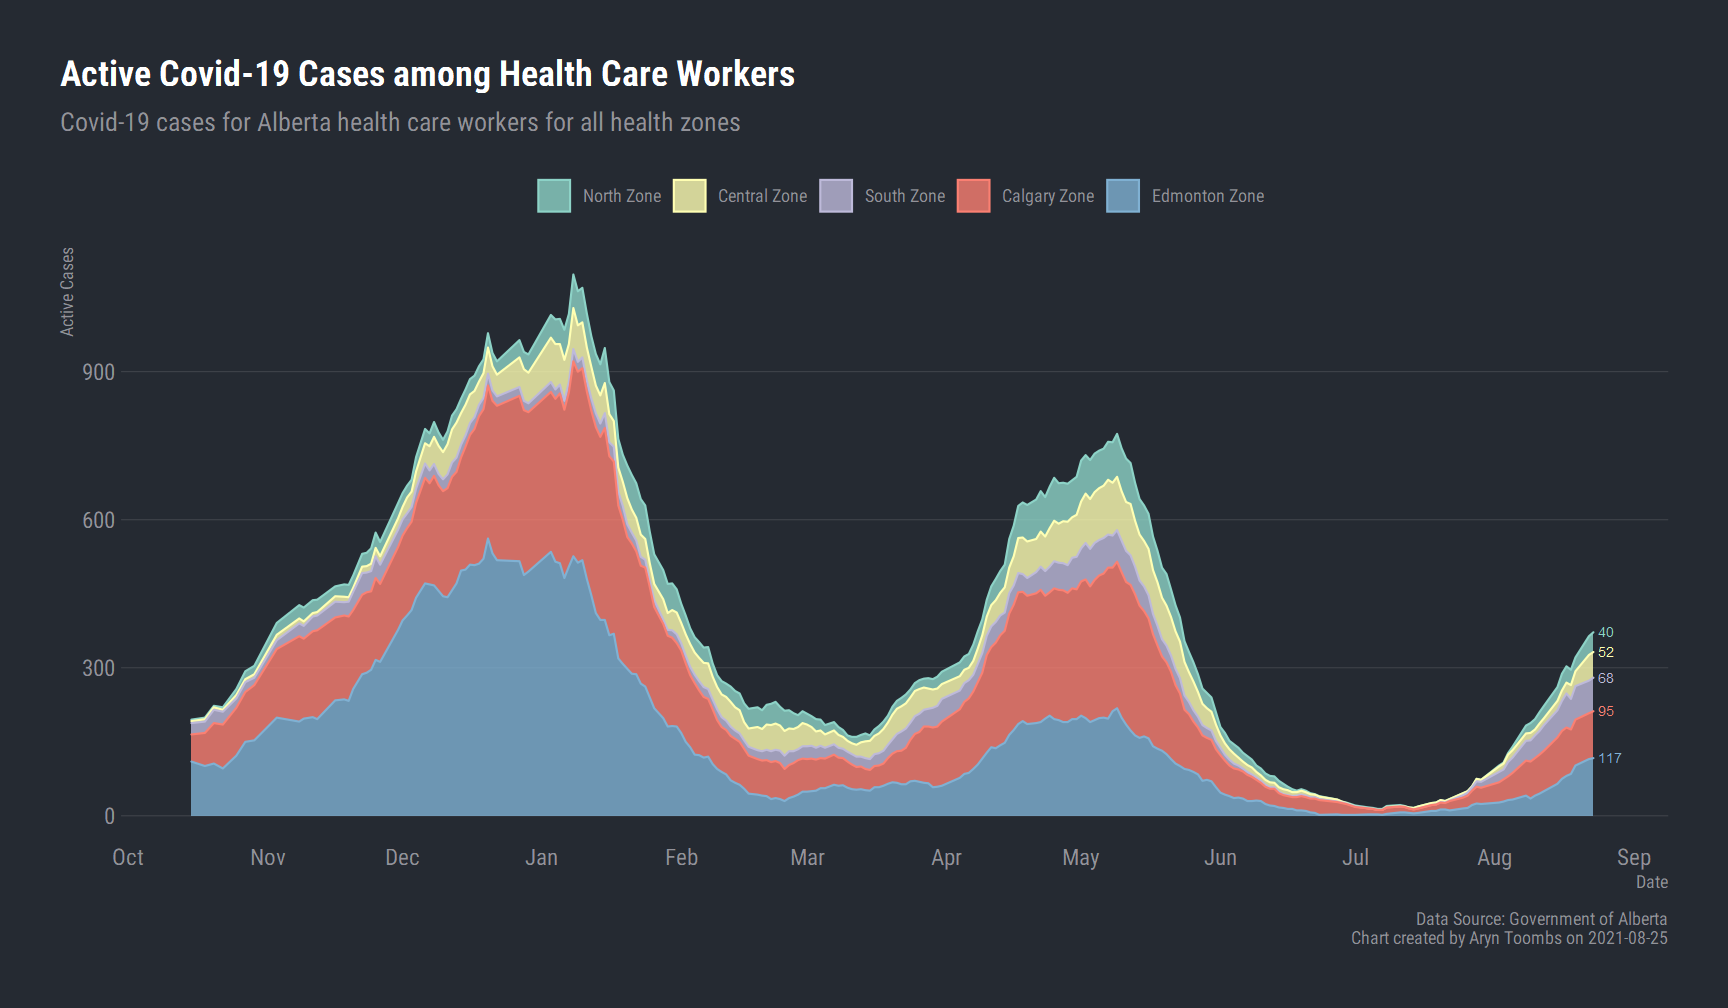 Active Covid-19 Cases among Health Care Workers
Covid-19 cases for Alberta health care workers for all health zones
North Zone Central Zone South Zone Calgary Zone Edmonton Zone
Active Cases
900
600
300
0
40
52
68
95
117
Oct Nov Dec Jan Feb Mar Apr May Jun Jul Aug Sep
Date
Data Source: Government of Alberta
Chart created by Aryn Toombs on 2021-08-25